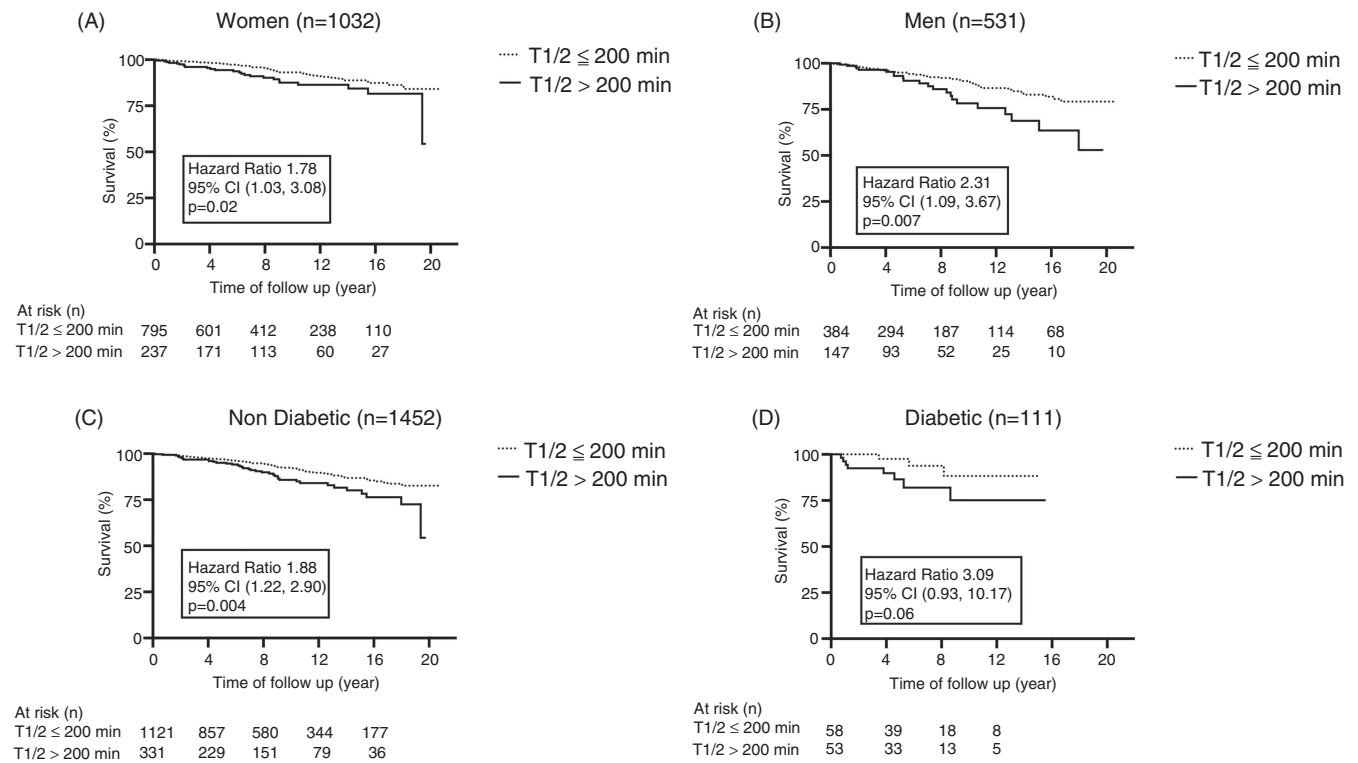 (A) Women (n=1032)
T1/2 ≦ 200 min
T1/2 > 200 min
100
75
50
25
0
Survival (%)
Hazard Ratio 1.78
95% CI (1.03, 3.08)
p=0.02
0 4 8 12 16 20
Time of follow up (year)
At risk (n)
T1/2 ≤ 200 min 795 601 412 238 110
T1/2 > 200 min 237 171 113 60 27
(B) Men (n=531)
T1/2 ≦ 200 min
T1/2 > 200 min
100
75
50
25
0
Survival (%)
Hazard Ratio 2.31
95% CI (1.09, 3.67)
p=0.007
0 4 8 12 16 20
Time of follow up (year)
At risk (n)
T1/2 ≤ 200 min 384 294 187 114 68
T1/2 > 200 min 147 93 52 25 10
(C) Non Diabetic (n=1452)
T1/2 ≦ 200 min
T1/2 > 200 min
100
75
50
25
0
Survival (%)
Hazard Ratio 1.88
95% CI (1.22, 2.90)
p=0.004
0 4 8 12 16 20
Time of follow up (year)
At risk (n)
T1/2 ≤ 200 min 1121 857 580 344 177
T1/2 > 200 min 331 229 151 79 36
(D) Diabetic (n=111)
T1/2 ≦ 200 min
T1/2 > 200 min
100
75
50
25
0
Survival (%)
Hazard Ratio 3.09
95% CI (0.93, 10.17)
p=0.06
0 4 8 12 16 20
Time of follow up (year)
At risk (n)
T1/2 ≤ 200 min 58 39 18 8
T1/2 > 200 min 53 33 13 5